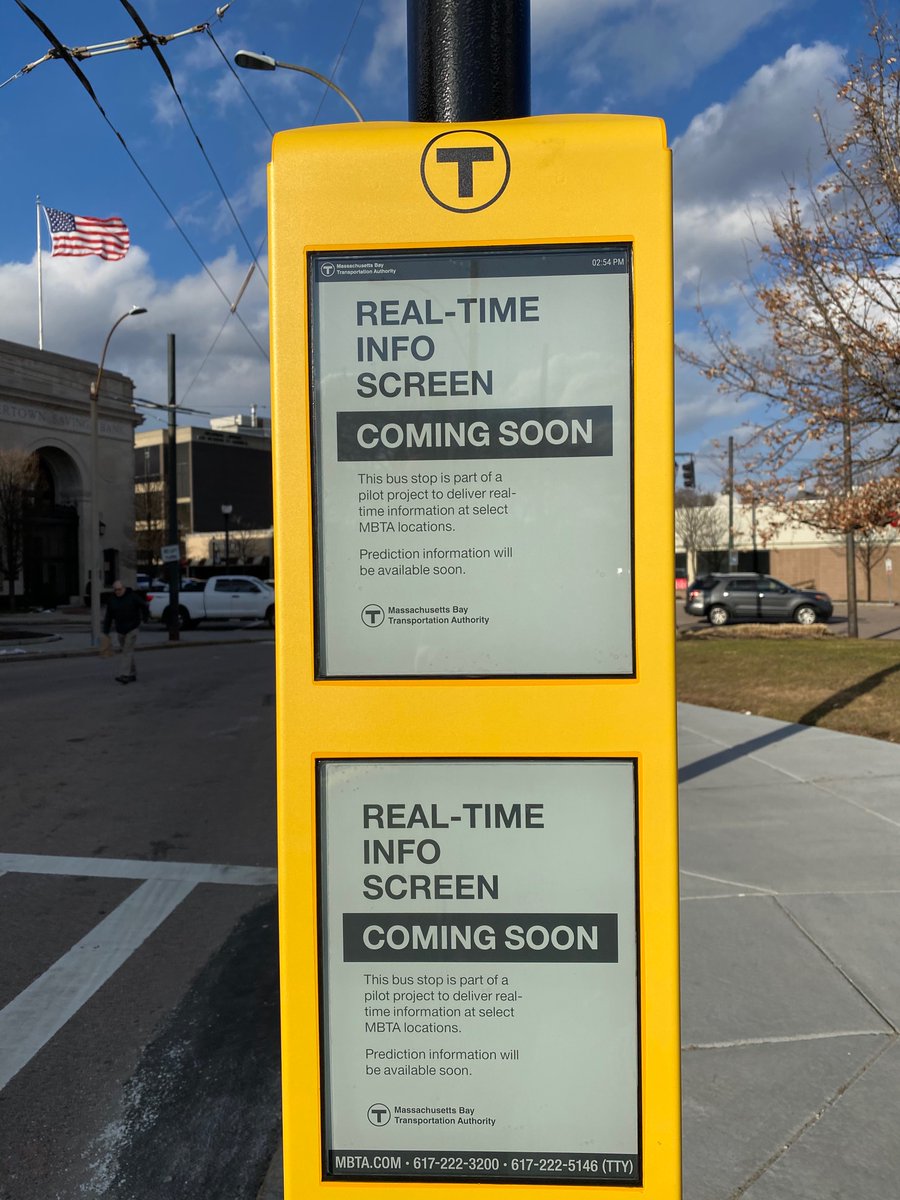 T
T Massachusetts Bay
Transportation Authority
02:54 PM
REAL-TIME
INFO
SCREEN
COMING SOON
This bus stop is part of a
pilot project to deliver real-
time information at select
MBTA locations.
Prediction information will
be available soon.
T Massachusetts Bay
Transportation Authority
REAL-TIME
INFO
SCREEN
COMING SOON
This bus stop is part of a
pilot project to deliver real-
time information at select
MBTA locations.
Prediction information will
be available soon.
T Massachusetts Bay
Transportation Authority
MBTA.COM • 617-222-3200 • 617-222-5146 (TTY)
SAVINGS BANK